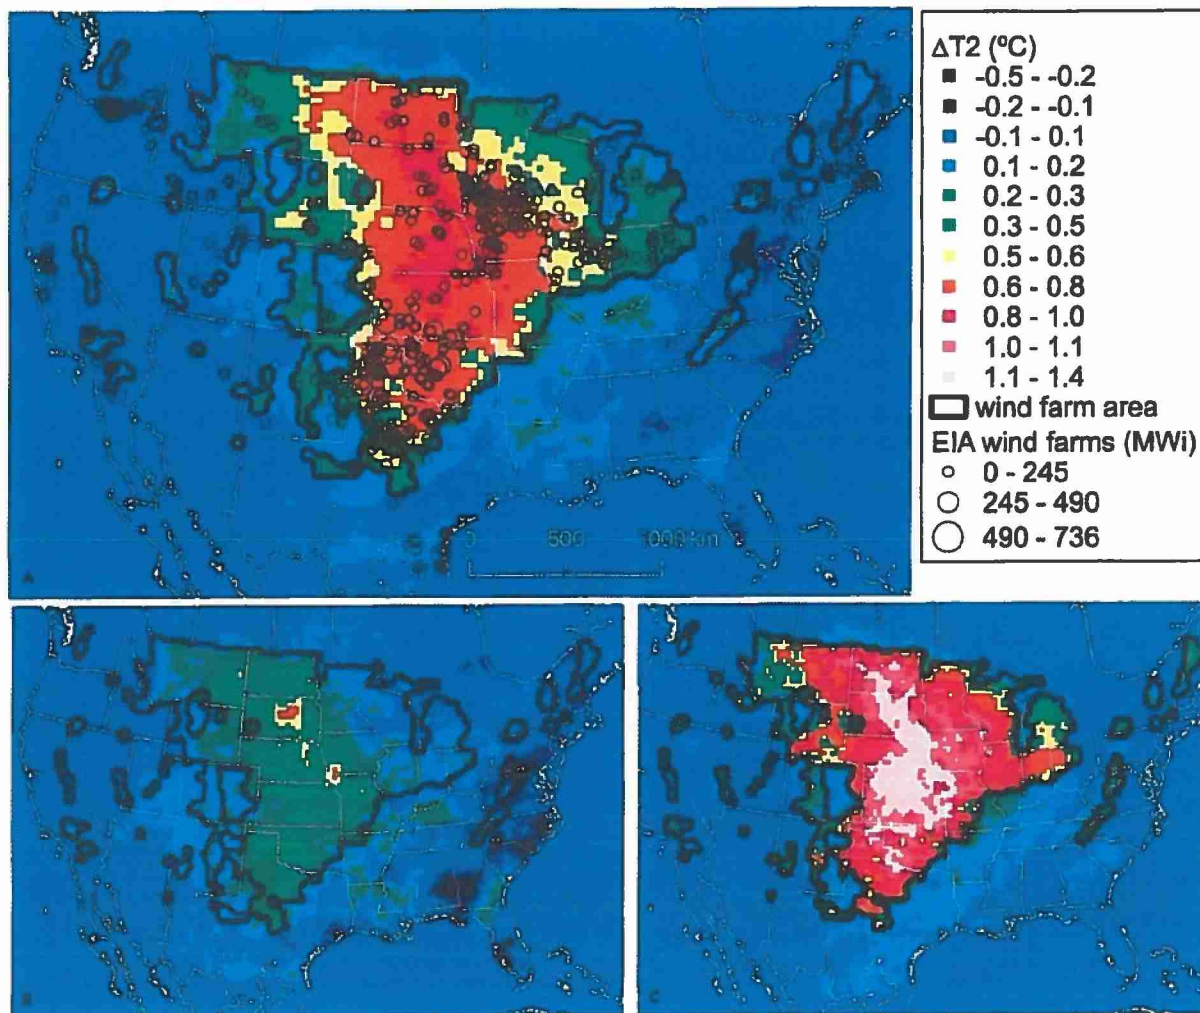 ΔT2 (ºC)
-0.5 - -0.2
-0.2 - -0.1
-0.1 - 0.1
0.1 - 0.2
0.2 - 0.3
0.3 - 0.5
0.5 - 0.6
0.6 - 0.8
0.8 - 1.0
1.0 - 1.1
1.1 - 1.4
wind farm area
EIA wind farms (MWi)
0 - 245
245 - 490
490 - 736
0 500 1000 km
A
B
C